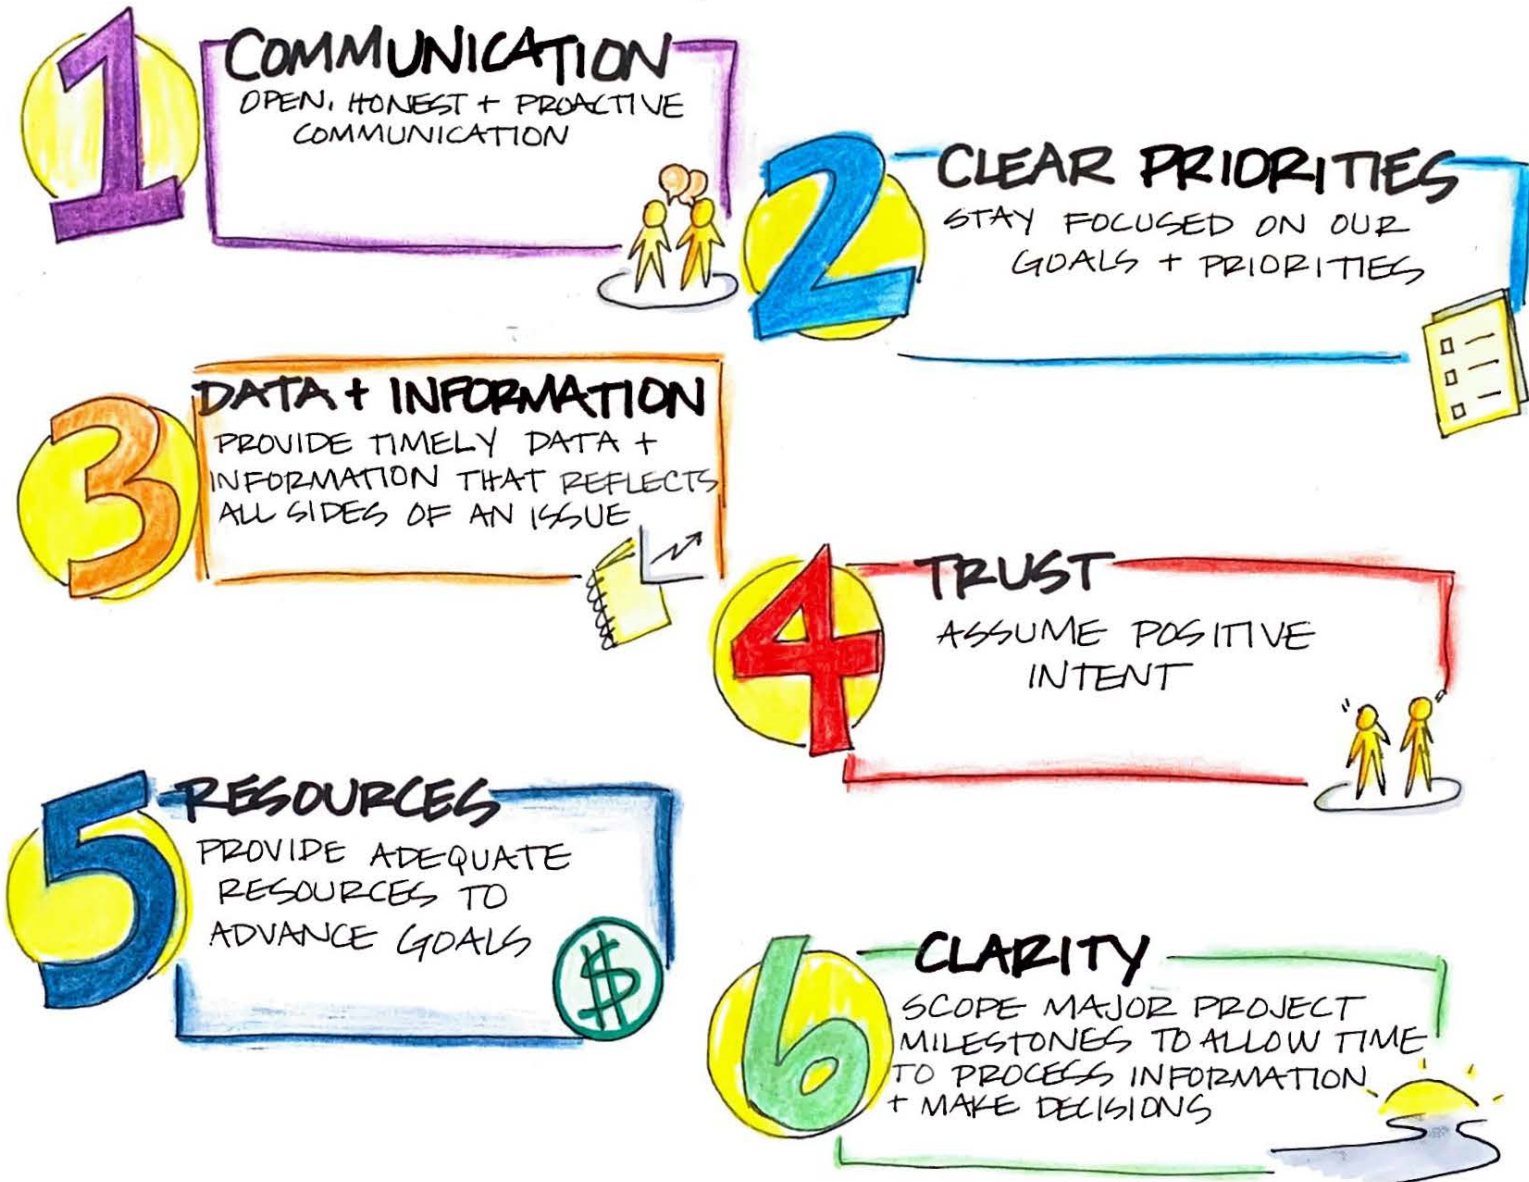 1
COMMUNICATION
OPEN, HONEST + PROACTIVE
COMMUNICATION
2
CLEAR PRIORITIES
STAY FOCUSED ON OUR
GOALS + PRIORITIES
3
DATA + INFORMATION
PROVIDE TIMELY DATA +
INFORMATION THAT REFLECTS
ALL SIDES OF AN ISSUE
4
TRUST
ASSUME POSITIVE
INTENT
5
RESOURCES
PROVIDE ADEQUATE
RESOURCES TO
ADVANCE GOALS
$
6
CLARITY
SCOPE MAJOR PROJECT
MILESTONES TO ALLOW TIME
TO PROCESS INFORMATION
+ MAKE DECISIONS